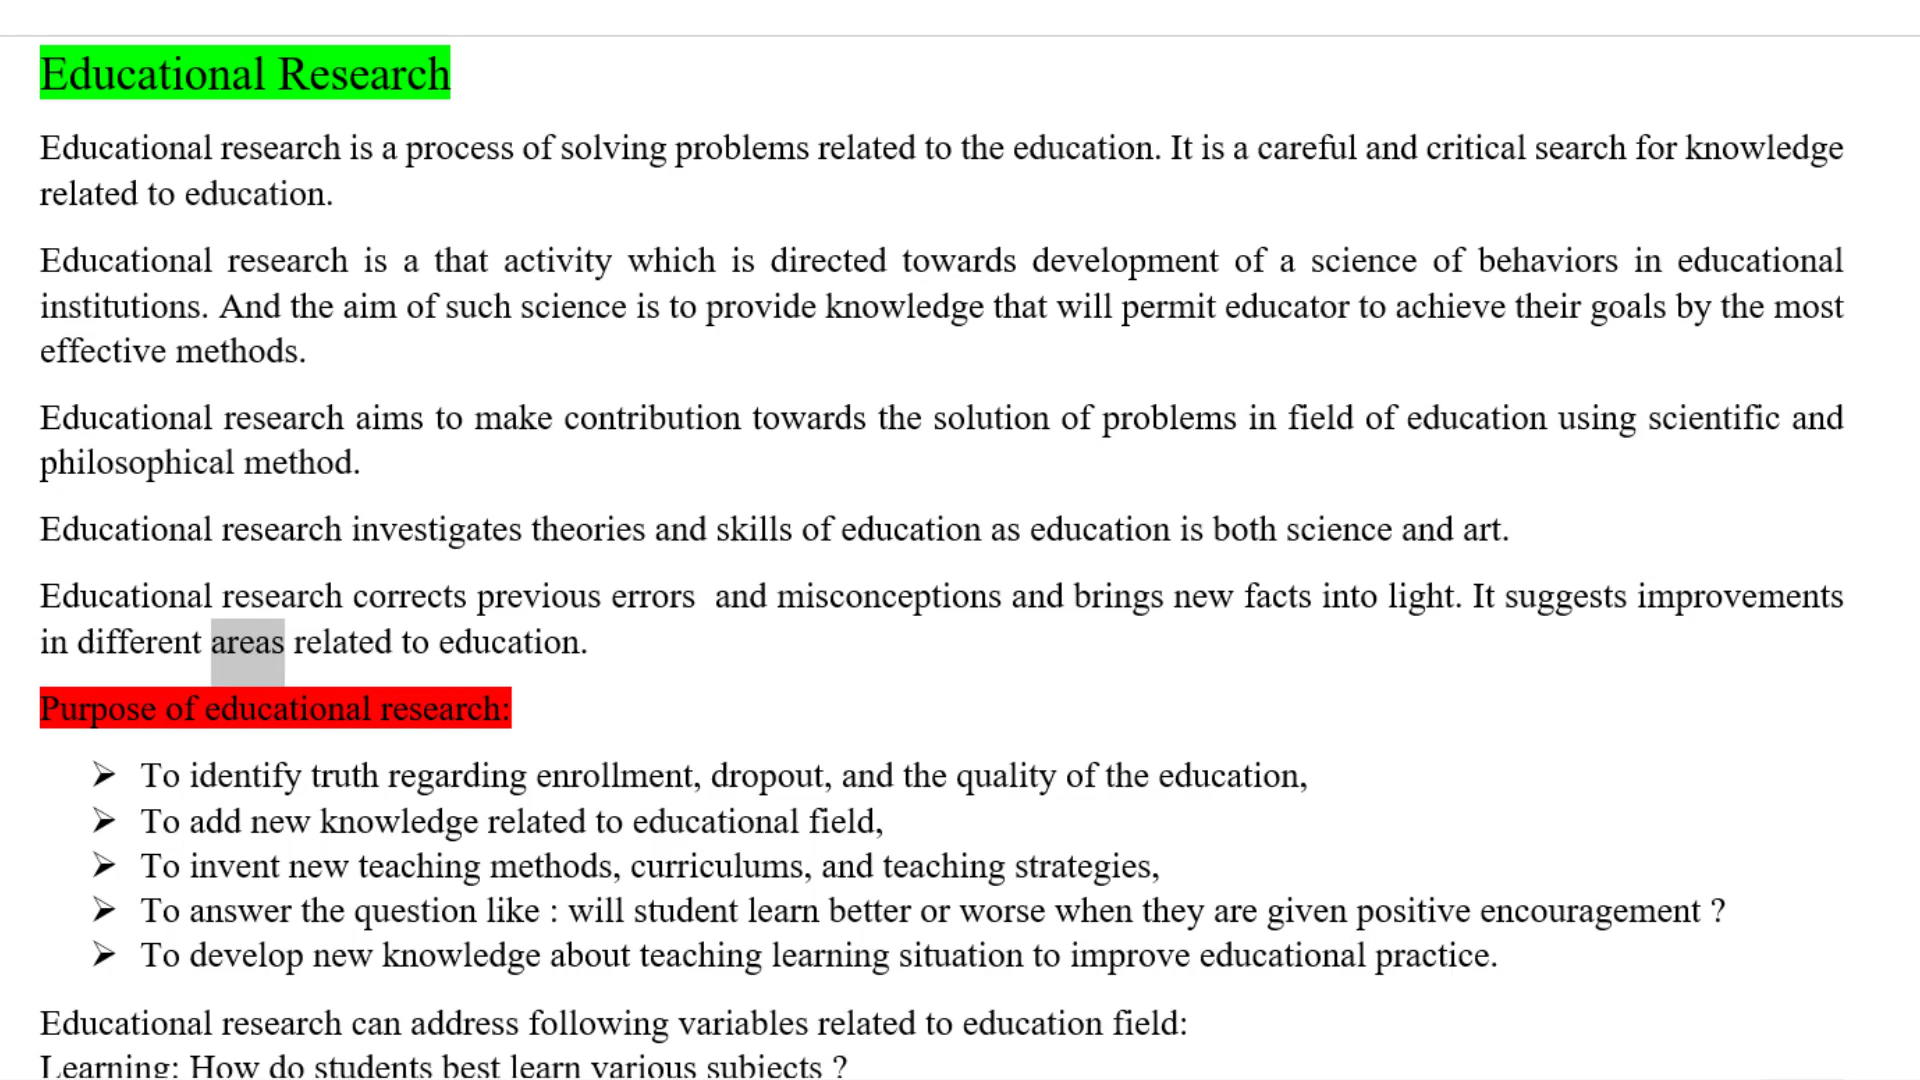 Educational Research
Educational research is a process of solving problems related to the education. It is a careful and critical search for knowledge
related to education.
Educational research is a that activity which is directed towards development of a science of behaviors in educational
institutions. And the aim of such science is to provide knowledge that will permit educator to achieve their goals by the most
effective methods.
Educational research aims to make contribution towards the solution of problems in field of education using scientific and
philosophical method.
Educational research investigates theories and skills of education as education is both science and art.
Educational research corrects previous errors  and misconceptions and brings new facts into light. It suggests improvements
in different areas related to education.
Purpose of educational research:
➢ To identify truth regarding enrollment, dropout, and the quality of the education,
➢ To add new knowledge related to educational field,
➢ To invent new teaching methods, curriculums, and teaching strategies,
➢ To answer the question like : will student learn better or worse when they are given positive encouragement ?
➢ To develop new knowledge about teaching learning situation to improve educational practice.
Educational research can address following variables related to education field:
Learning: How do students best learn various subjects ?